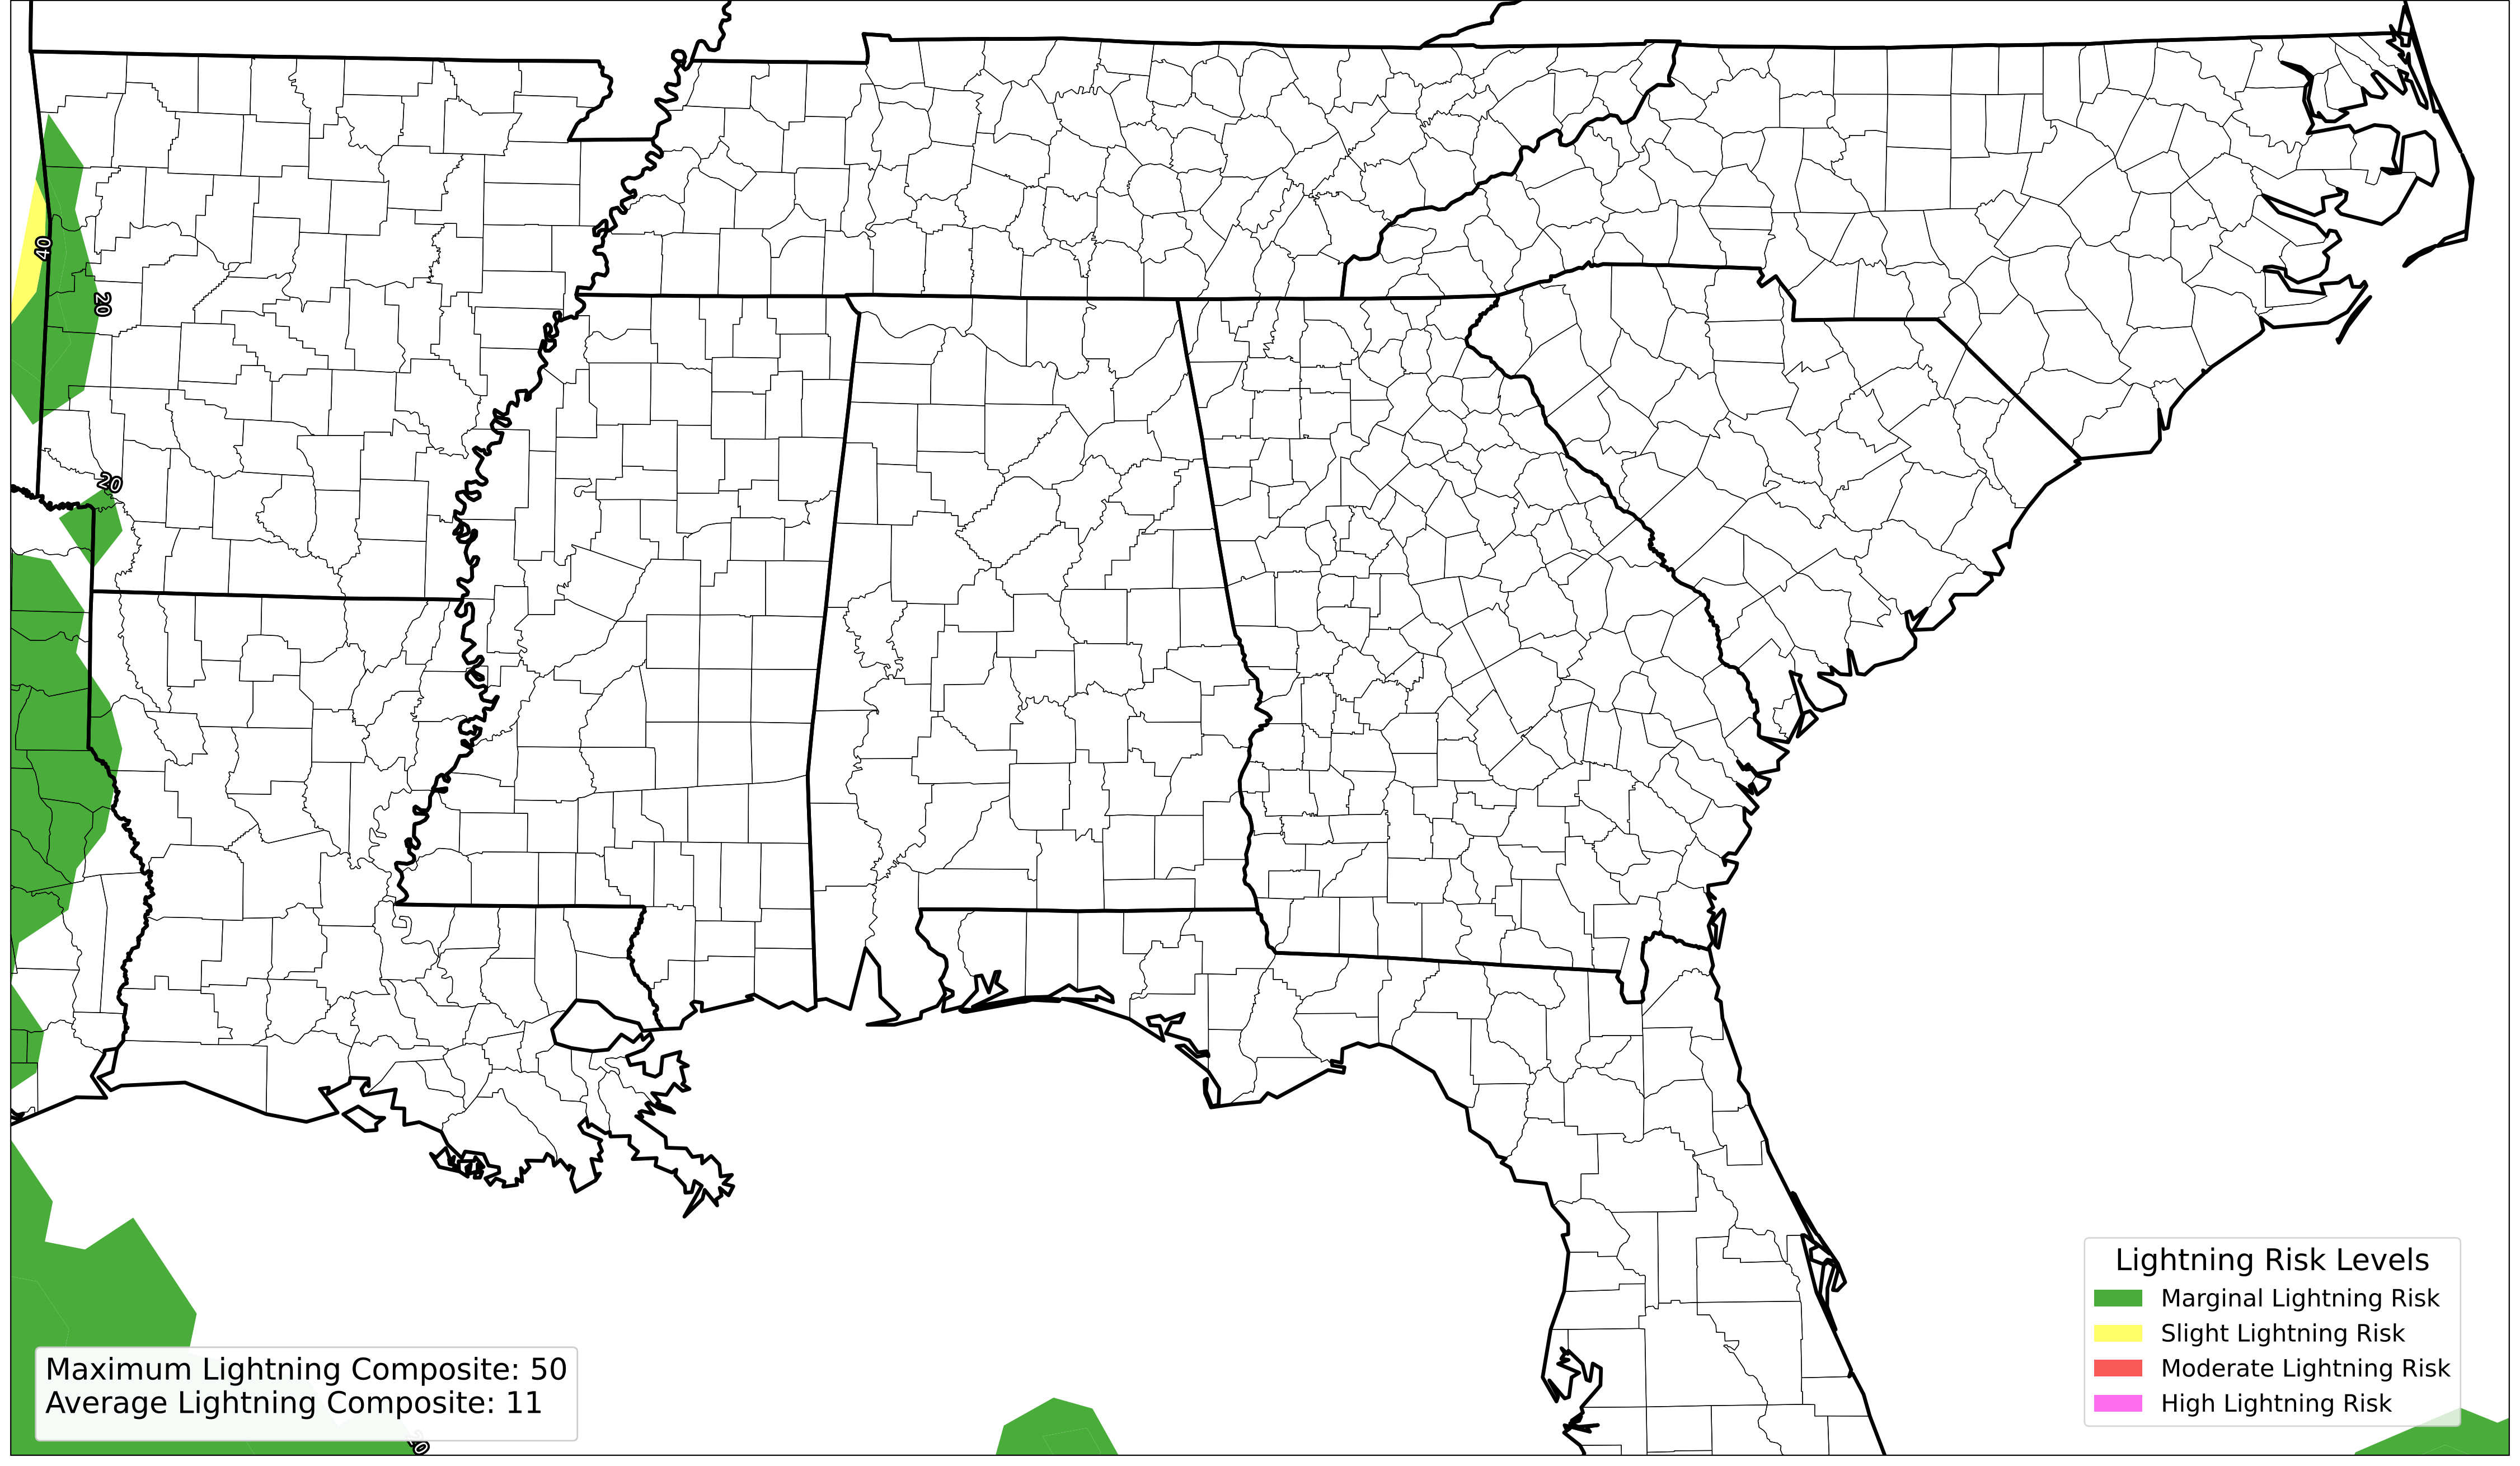 40
20
20
Lightning Risk Levels
Marginal Lightning Risk
Slight Lightning Risk
Moderate Lightning Risk
High Lightning Risk
Maximum Lightning Composite: 50
Average Lightning Composite: 11